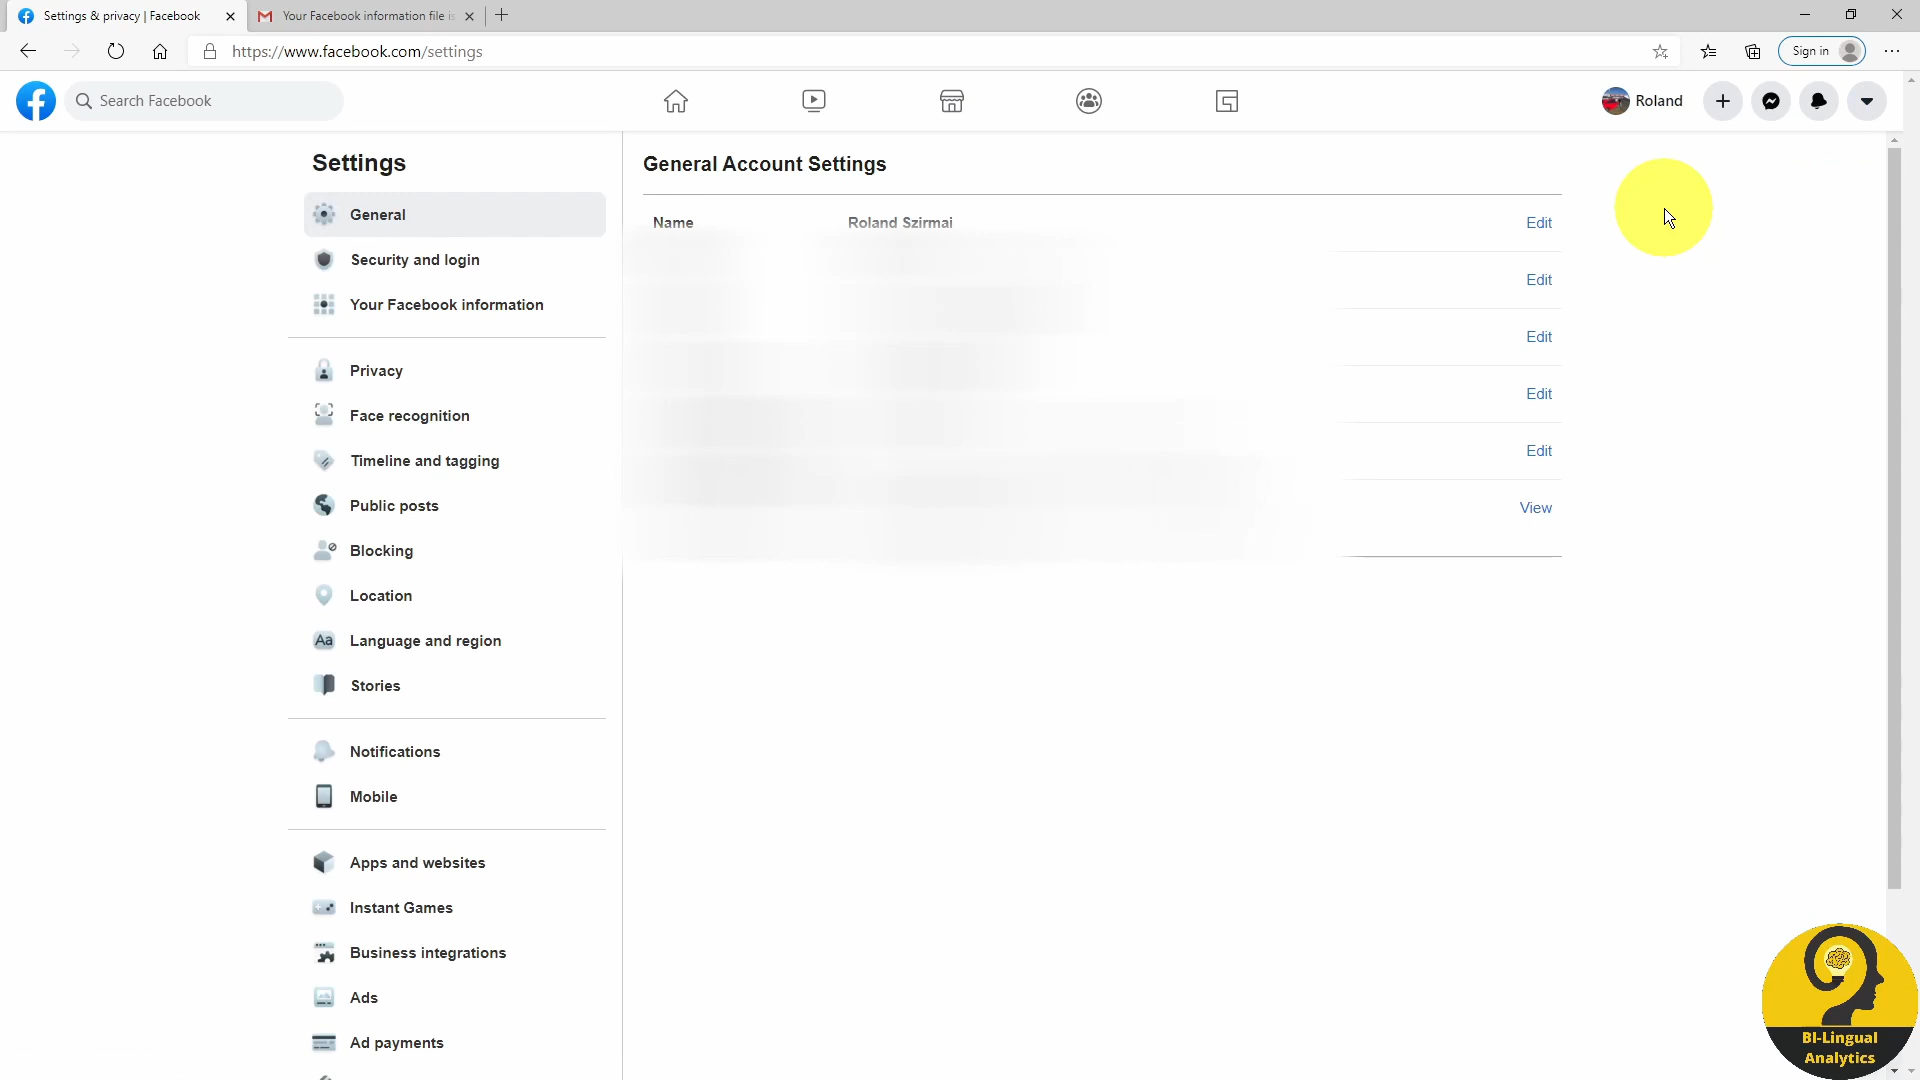 Settings & privacy | Facebook
Your Facebook information file is
https://www.facebook.com/settings
Sign in
Search Facebook
Roland
Settings
General
Security and login
Your Facebook information
Privacy
Face recognition
Timeline and tagging
Public posts
Blocking
Location
Aa Language and region
Stories
Notifications
Mobile
Apps and websites
Instant Games
Business integrations
Ads
Ad payments
General Account Settings
Name Roland Szirmai Edit
Edit
Edit
Edit
Edit
View
BI-Lingual
Analytics